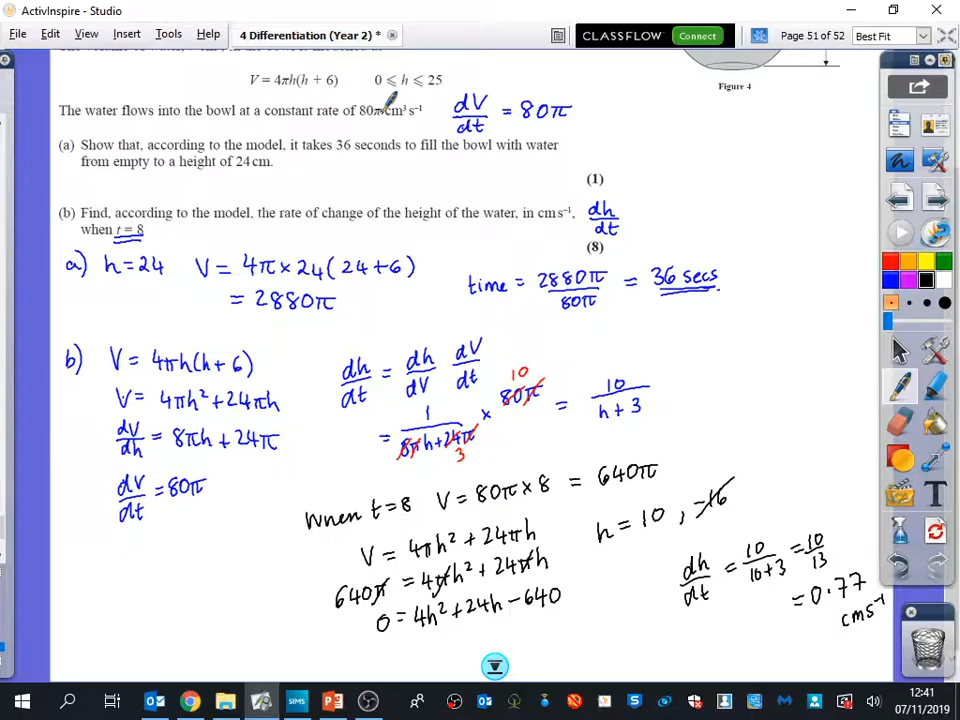 ActivInspire - Studio
File Edit View Insert Tools Help
4 Differentiation (Year 2) *
CLASSFLOW Connect
Page 51 of 52
Best Fit
V = 4πh(h + 6) 0 ⩽ h ⩽ 25
Figure 4
The water flows into the bowl at a constant rate of 80π cm³ s⁻¹
dV/dt = 80π
(a) Show that, according to the model, it takes 36 seconds to fill the bowl with water
from empty to a height of 24 cm.
(1)
(b) Find, according to the model, the rate of change of the height of the water, in cm s⁻¹,
when t = 8
dh/dt
(8)
a) h = 24 V = 4π × 24(24+6)
= 2880π
time = 2880π/80π = 36 secs.
b) V = 4πh(h+6)
V = 4πh² + 24πh
dV/dh = 8πh + 24π
dV/dt = 80π
dh/dt = dh/dV dV/dt
= 1/(8πh + 24π) × 80π = 10/(h+3)
10
3
When t = 8 V = 80π × 8 = 640π
V = 4πh² + 24πh
640π = 4πh² + 24πh
0 = 4h² + 24h - 640
h = 10, -16
dh/dt = 10/(10+3) = 10/13
= 0.77
cms⁻¹
SIMS
12:41
07/11/2019